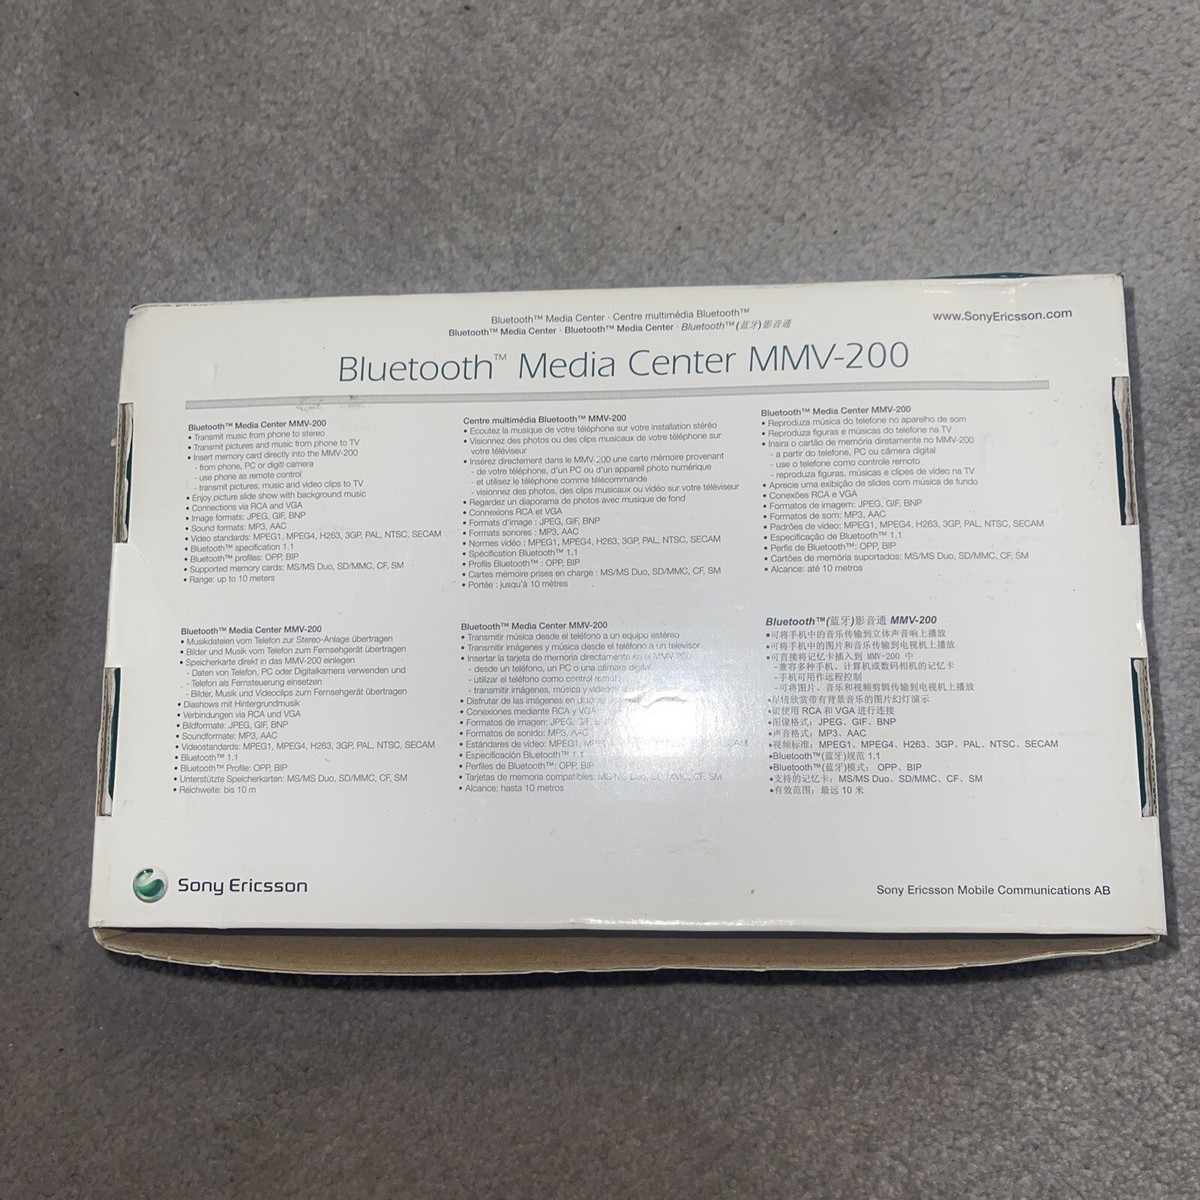 Bluetooth™ Media Center · Centre multimédia Bluetooth™
Bluetooth™ Media Center · Bluetooth™ Media Center · Bluetooth™(蓝牙)影音通
www.SonyEricsson.com
Bluetooth™ Media Center MMV-200
Bluetooth™ Media Center MMV-200
• Transmit music from phone to stereo
• Transmit pictures and music from phone to TV
• Insert memory card directly into the MMV-200
- from phone, PC or digti camera
- use phone as remote control
- transmit pictures, music and video clips to TV
• Enjoy picture slide show with background music
• Connections via RCA and VGA
• Image formats: JPEG, GIF, BNP
• Sound formats: MP3, AAC
• Video standards: MPEG1, MPEG4, H263, 3GP, PAL, NTSC, SECAM
• Bluetooth™ specification 1.1
• Bluetooth™ profiles: OPP, BIP
• Supported memory cards: MS/MS Duo, SD/MMC, CF, SM
• Range: up to 10 meters
Centre multimédia Bluetooth™ MMV-200
• Ecoutez la musique de votre téléphone sur votre installation stéréo
• Visionnez des photos ou des clips musicaux de votre téléphone sur
votre téléviseur
• Insérez directement dans le MMV-200 une carte mémoire provenant
- de votre téléphone, d'un PC ou d'un appareil photo numérique
- et utilisez le téléphone comme télécommande
- visionnez des photos, des clips musicaux ou vidéo sur votre téléviseur
• Regardez un diaporama de photos avec musique de fond
• Connexions RCA et VGA
• Formats d'image : JPEG, GIF, BNP
• Formats sonores : MP3, AAC
• Normes vidéo : MPEG1, MPEG4, H263, 3GP, PAL, NTSC, SECAM
• Spécification Bluetooth™ 1.1
• Profils Bluetooth™ : OPP, BIP
• Cartes mémoire prises en charge : MS/MS Duo, SD/MMC, CF, SM
• Portée : jusqu'à 10 mètres
Bluetooth™ Media Center MMV-200
• Reproduza música do telefone no aparelho de som
• Reproduza figuras e músicas do telefone na TV
• Insira o cartão de memória diretamente no MMV-200
- a partir do telefone, PC ou câmera digital
- use o telefone como controle remoto
- reproduza figuras, músicas e clipes de vídeo na TV
• Aprecie uma exibição de slides com música de fundo
• Conexões RCA e VGA
• Formatos de imagem: JPEG, GIF, BNP
• Formatos de som: MP3, AAC
• Padrões de vídeo: MPEG1, MPEG4, H263, 3GP, PAL, NTSC, SECAM
• Especificação de Bluetooth™ 1.1
• Perfis de Bluetooth™: OPP, BIP
• Cartões de memória suportados: MS/MS Duo, SD/MMC, CF, SM
• Alcance: até 10 metros
Bluetooth™ Media Center MMV-200
• Musikdateien vom Telefon zur Stereo-Anlage übertragen
• Bilder und Musik vom Telefon zum Fernsehgerät übertragen
• Speicherkarte direkt in das MMV-200 einlegen
- Daten von Telefon, PC oder Digitalkamera verwenden und
- Telefon als Fernsteuerung einsetzen
- Bilder, Musik und Videoclips zum Fernsehgerät übertragen
• Diashows mit Hintergrundmusik
• Verbindungen via RCA und VGA
• Bildformate: JPEG, GIF, BNP
• Soundformate: MP3, AAC
• Videostandards: MPEG1, MPEG4, H263, 3GP, PAL, NTSC, SECAM
• Bluetooth™ 1.1
• Bluetooth™ Profile: OPP, BIP
• Unterstützte Speicherkarten: MS/MS Duo, SD/MMC, CF, SM
• Reichweite: bis 10 m
Bluetooth™ Media Center MMV-200
• Transmitir música desde el teléfono a un equipo estéreo
• Transmitir imágenes y música desde el teléfono a un televisor
• Insertar la tarjeta de memoria directamente en el MMV-200
- desde un teléfono, un PC o una cámara digital
- utilizar el teléfono como control remoto
- transmitir imágenes, música y videos
• Disfrutar de las imágenes en
• Conexiones mediante RCA y VGA
• Formatos de imagen: JPEG, GIF,
• Formatos de sonido: MP3, AAC
• Estándares de vídeo: MPEG1,
• Especificación Bluetooth™ 1.1
• Perfiles de Bluetooth™: OPP, BIP
• Tarjetas de memoria compatibles: MS/MS Duo, SD/MMC, CF, SM
• Alcance: hasta 10 metros
Bluetooth™(蓝牙)影音通 MMV-200
•可将手机中的音乐传输到立体声音响上播放
•可将手机中的图片和音乐传输到电视机上播放
•可直接将记忆卡插入到 MMV-200 中
-兼容多种手机、计算机或数码相机的记忆卡
-手机可用作远程控制
-可将图片、音乐和视频剪辑传输到电视机上播放
•尽情欣赏带有背景音乐的图片幻灯演示
•请使用 RCA 和 VGA 进行连接
•图像格式: JPEG、GIF、BNP
•声音格式: MP3、AAC
•视频标准: MPEG1、MPEG4、H263、3GP、PAL、NTSC、SECAM
•Bluetooth™(蓝牙)规范 1.1
•Bluetooth™(蓝牙)模式: OPP、BIP
•支持的记忆卡: MS/MS Duo、SD/MMC、CF、SM
•有效范围: 最远 10 米
Sony Ericsson
Sony Ericsson Mobile Communications AB